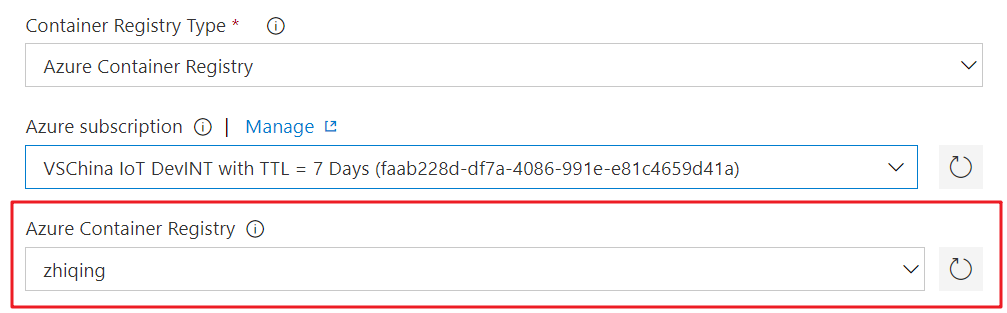 Container Registry Type *
Azure Container Registry
Azure subscription | Manage
VSChina IoT DevINT with TTL = 7 Days (faab228d-df7a-4086-991e-e81c4659d41a)
Azure Container Registry
zhiqing